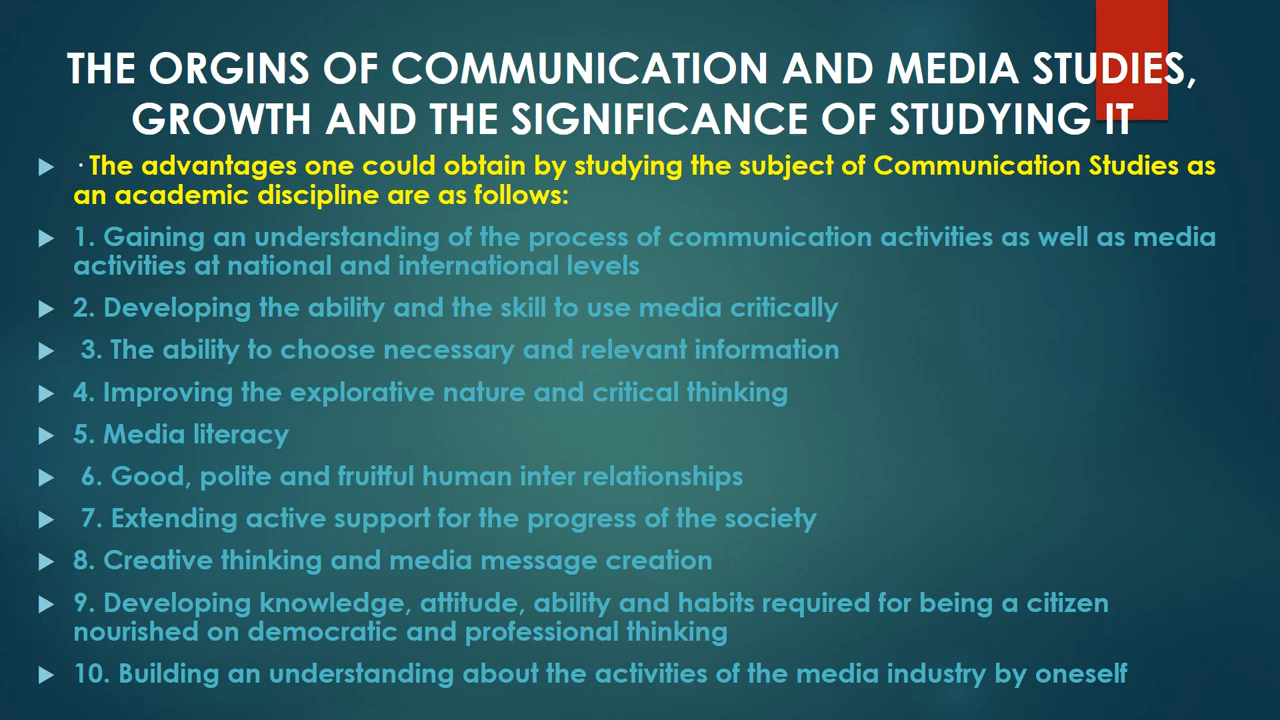 THE ORGINS OF COMMUNICATION AND MEDIA STUDIES,
GROWTH AND THE SIGNIFICANCE OF STUDYING IT
· The advantages one could obtain by studying the subject of Communication Studies as
an academic discipline are as follows:
1. Gaining an understanding of the process of communication activities as well as media
activities at national and international levels
2. Developing the ability and the skill to use media critically
3. The ability to choose necessary and relevant information
4. Improving the explorative nature and critical thinking
5. Media literacy
6. Good, polite and fruitful human inter relationships
7. Extending active support for the progress of the society
8. Creative thinking and media message creation
9. Developing knowledge, attitude, ability and habits required for being a citizen
nourished on democratic and professional thinking
10. Building an understanding about the activities of the media industry by oneself